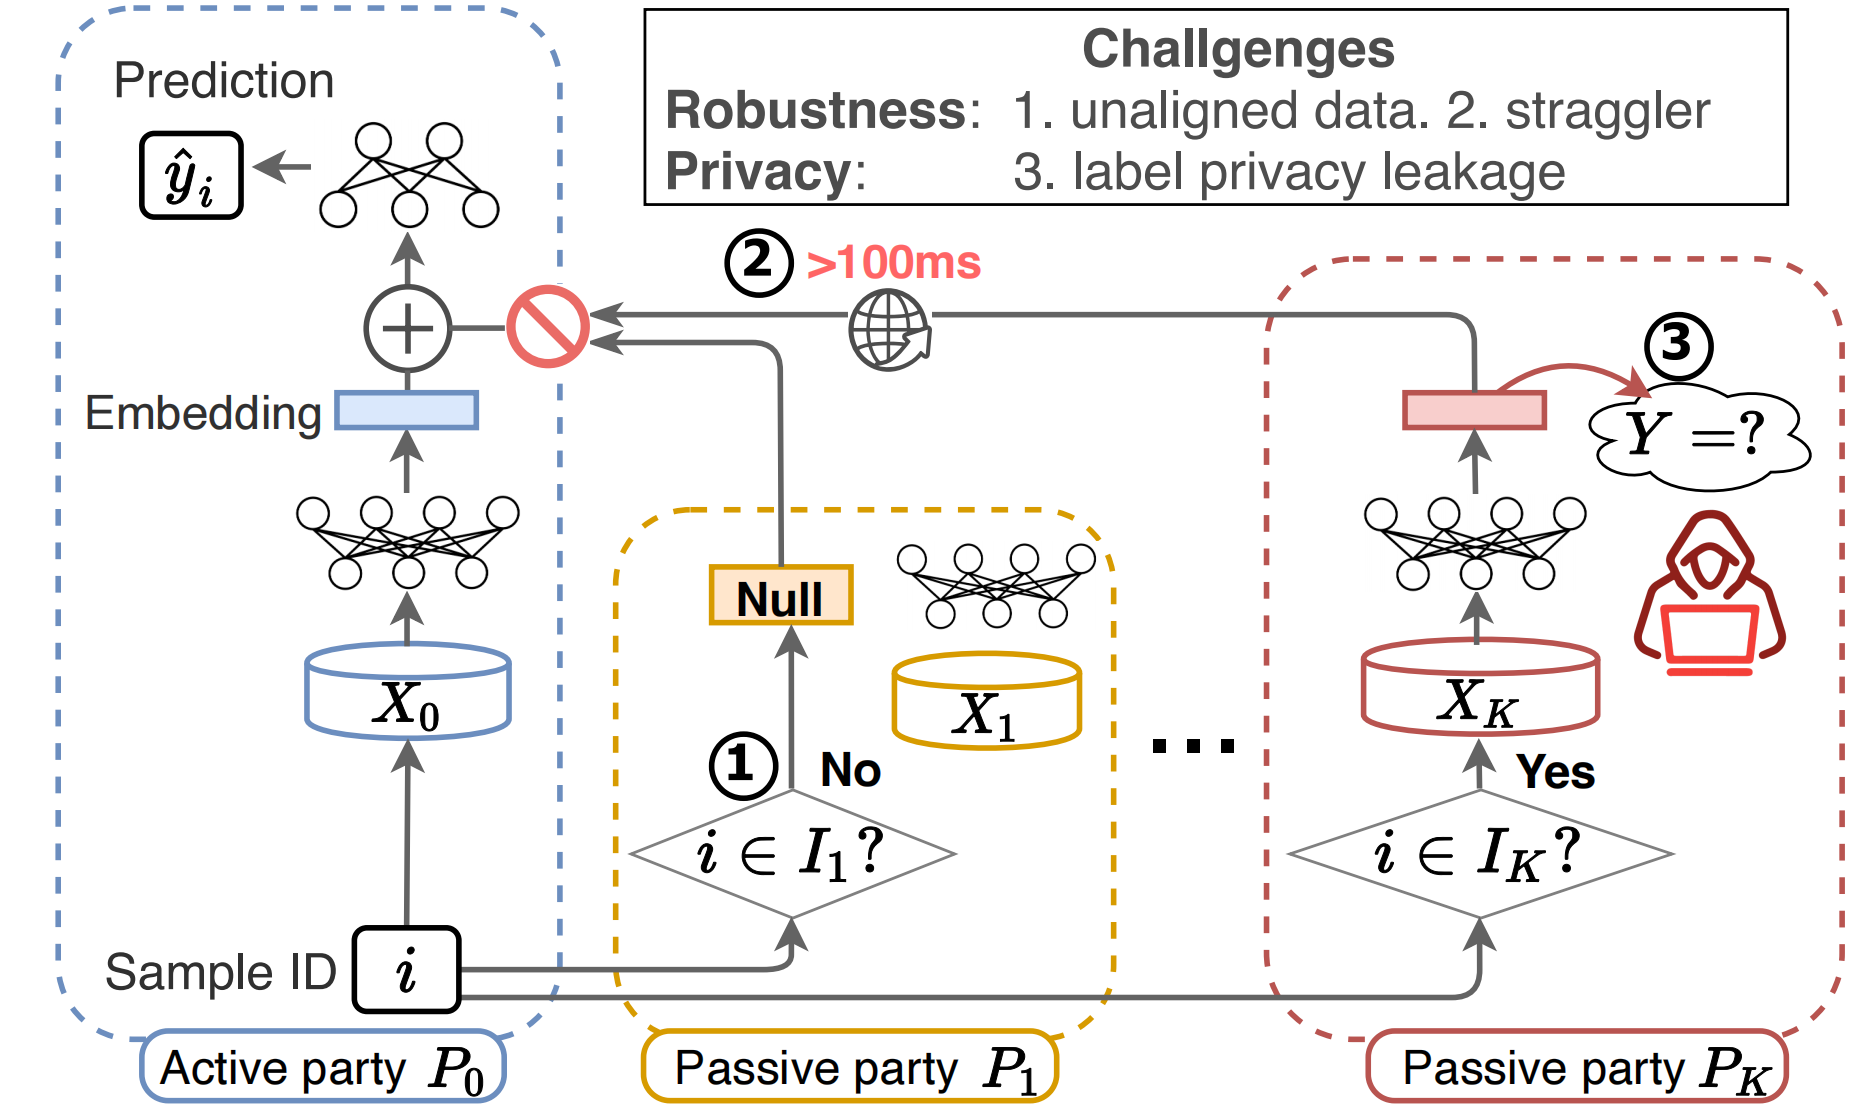 Challgenges
Robustness: 1. unaligned data. 2. straggler
Privacy: 3. label privacy leakage
Prediction
ŷ_i
② >100ms
③
Embedding
Y =?
Null
X_0
X_1
X_K
① No
Yes
...
i ∈ I_1?
i ∈ I_K?
Sample ID i
Active party P_0
Passive party P_1
Passive party P_K